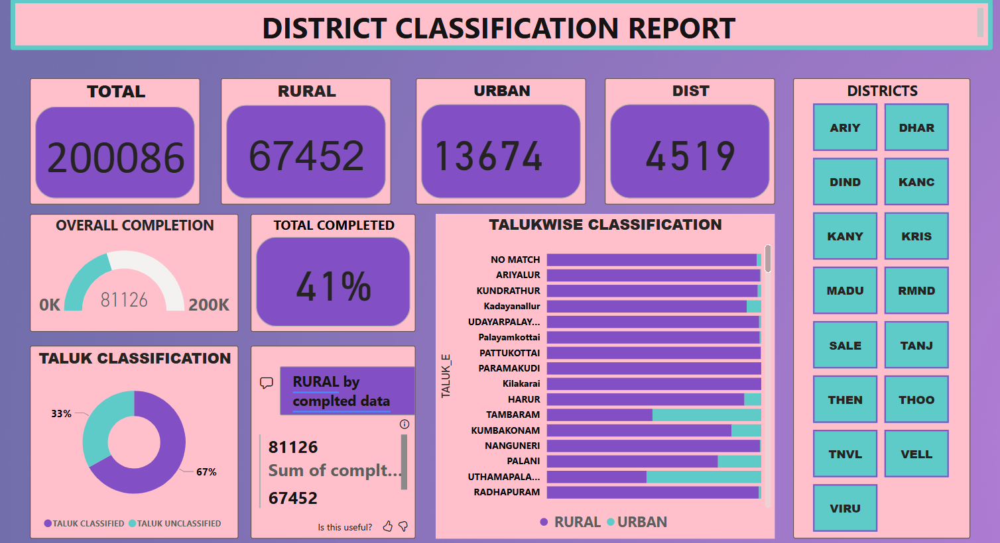 DISTRICT CLASSIFICATION REPORT
TOTAL
200086
RURAL
67452
URBAN
13674
DIST
4519
DISTRICTS
ARIY
DHAR
DIND
KANC
KANY
KRIS
MADU
RMND
SALE
TANJ
THEN
THOO
TNVL
VELL
VIRU
OVERALL COMPLETION
0K
81126
200K
TOTAL COMPLETED
41%
TALUKWISE CLASSIFICATION
TALUK_E
NO MATCH
ARIYALUR
KUNDRATHUR
Kadayanallur
UDAYARPALAY...
Palayamkottai
PATTUKOTTAI
PARAMAKUDI
Kilakarai
HARUR
TAMBARAM
KUMBAKONAM
NANGUNERI
PALANI
UTHAMAPALA...
RADHAPURAM
RURAL URBAN
TALUK CLASSIFICATION
33%
67%
TALUK CLASSIFIED TALUK UNCLASSIFIED
RURAL by
complted data
81126
Sum of complt...
67452
Is this useful?